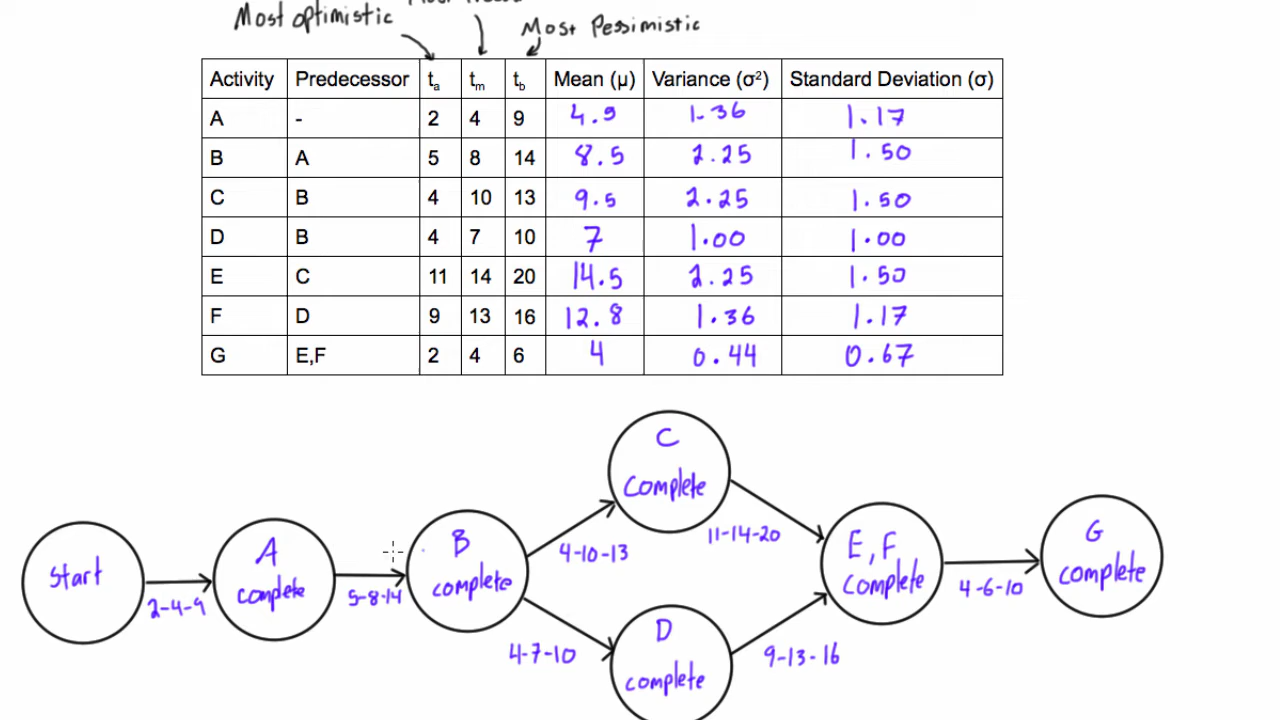 Most optimistic
Most Pessimistic
Activity Predecessor ta tm tb Mean (μ) Variance (σ²) Standard Deviation (σ)
A - 2 4 9 4.5 1.36 1.17
B A 5 8 14 8.5 2.25 1.50
C B 4 10 13 9.5 2.25 1.50
D B 4 7 10 7 1.00 1.00
E C 11 14 20 14.5 2.25 1.50
F D 9 13 16 12.8 1.36 1.17
G E,F 2 4 6 4 0.44 0.67
Start
2-4-9
A
complete
5-8-14
B
complete
4-10-13
C
complete
11-14-20
4-7-10
D
complete
9-13-16
E, F
complete
4-6-10
G
complete